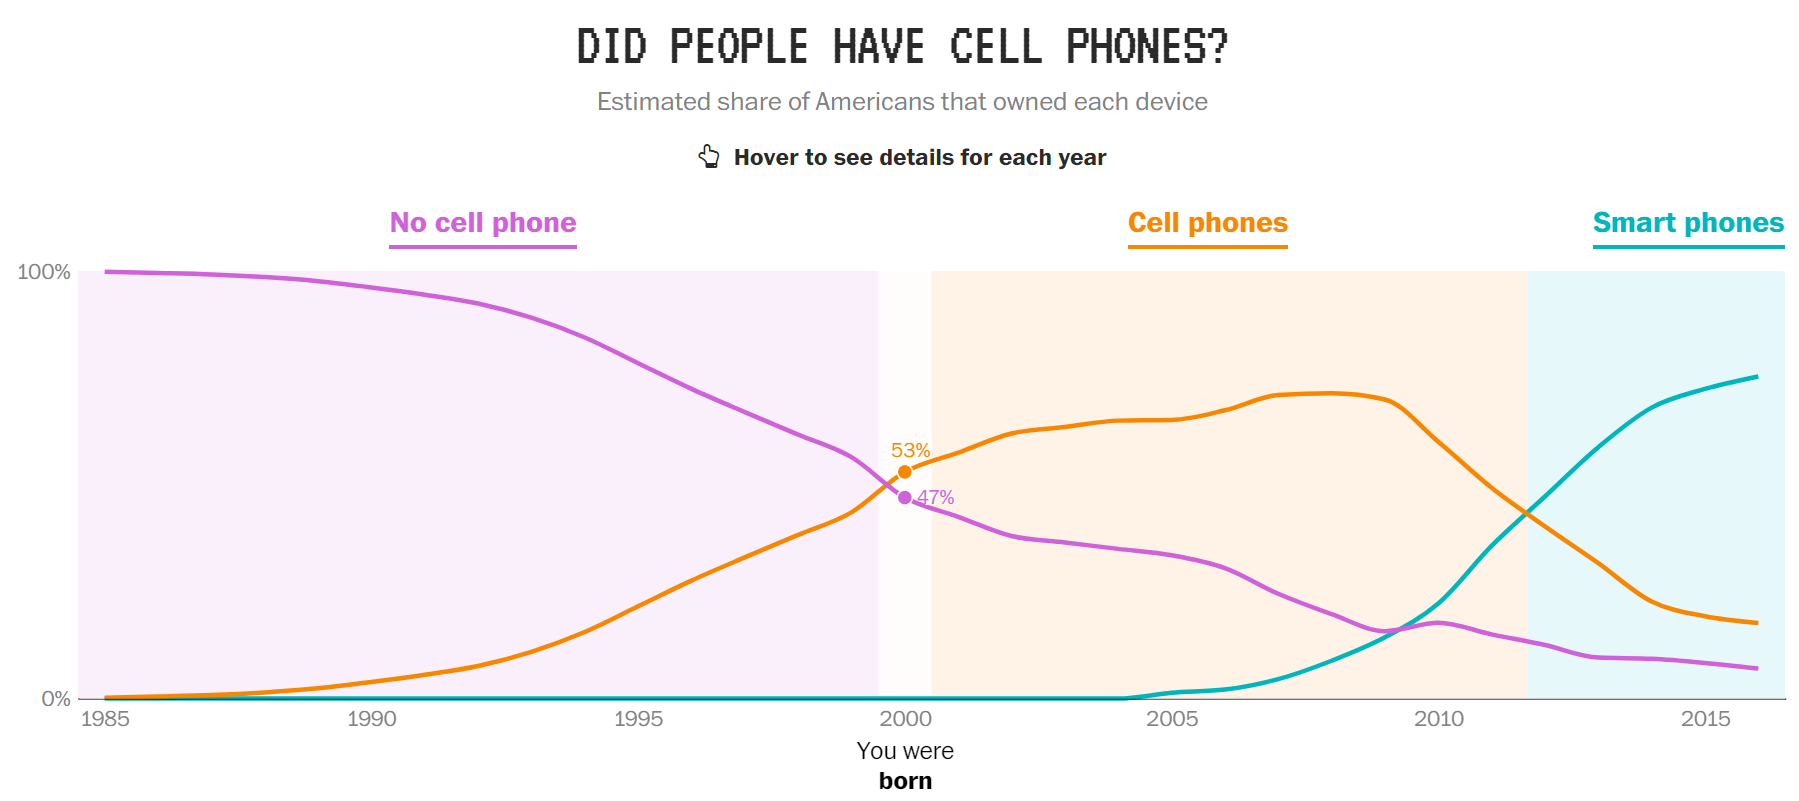 DID PEOPLE HAVE CELL PHONES?
Estimated share of Americans that owned each device
Hover to see details for each year
No cell phone
Cell phones
Smart phones
100%
53%
47%
0%
1985 1990 1995 2000 2005 2010 2015
You were
born